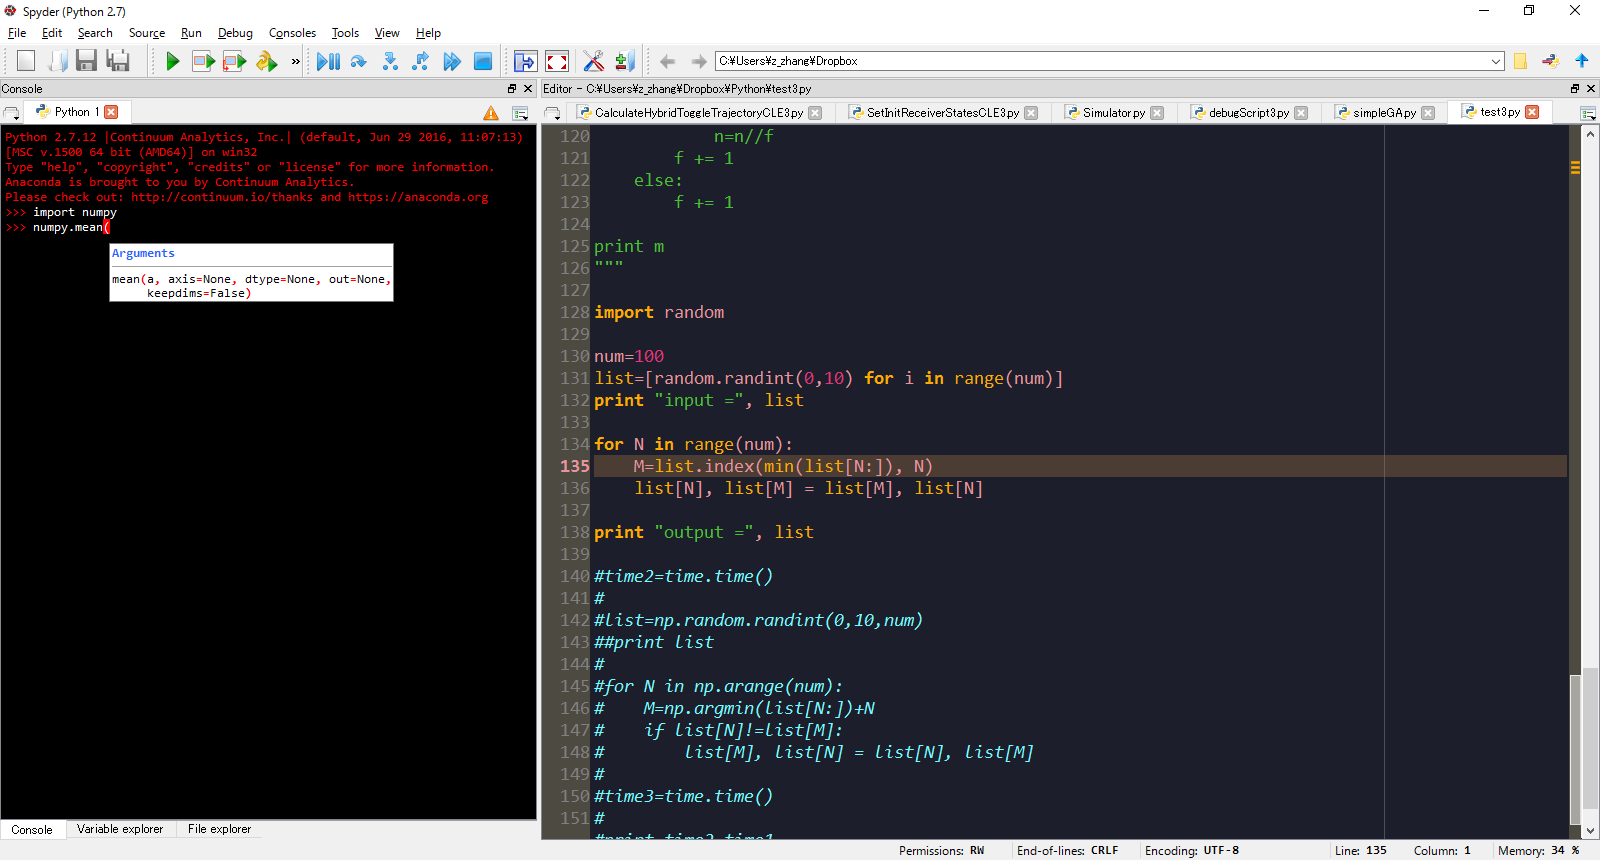 Spyder (Python 2.7)
File Edit Search Source Run Debug Consoles Tools View Help
C:¥Users¥z_zhang¥Dropbox
Console
Python 1
Python 2.7.12 |Continuum Analytics, Inc.| (default, Jun 29 2016, 11:07:13)
[MSC v.1500 64 bit (AMD64)] on win32
Type "help", "copyright", "credits" or "license" for more information.
Anaconda is brought to you by Continuum Analytics.
Please check out: http://continuum.io/thanks and https://anaconda.org
>>> import numpy
>>> numpy.mean(
Arguments
mean(a, axis=None, dtype=None, out=None,
keepdims=False)
Console Variable explorer File explorer
Editor - C:¥Users¥z_zhang¥Dropbox¥Python¥test3.py
CalculateHybridToggleTrajectoryCLE3.py SetInitReceiverStatesCLE3.py Simulator.py debugScript3.py simpleGA.py test3.py
120 n=n//f
121 f += 1
122 else:
123 f += 1
124
125 print m
126 """
127
128 import random
129
130 num=100
131 list=[random.randint(0,10) for i in range(num)]
132 print "input =", list
133
134 for N in range(num):
135 M=list.index(min(list[N:]), N)
136 list[N], list[M] = list[M], list[N]
137
138 print "output =", list
139
140 #time2=time.time()
141 #
142 #list=np.random.randint(0,10,num)
143 ##print list
144 #
145 #for N in np.arange(num):
146 # M=np.argmin(list[N:])+N
147 # if list[N]!=list[M]:
148 # list[M], list[N] = list[N], list[M]
149 #
150 #time3=time.time()
151 #
#print time2-time1
Permissions: RW End-of-lines: CRLF Encoding: UTF-8 Line: 135 Column: 1 Memory: 34 %